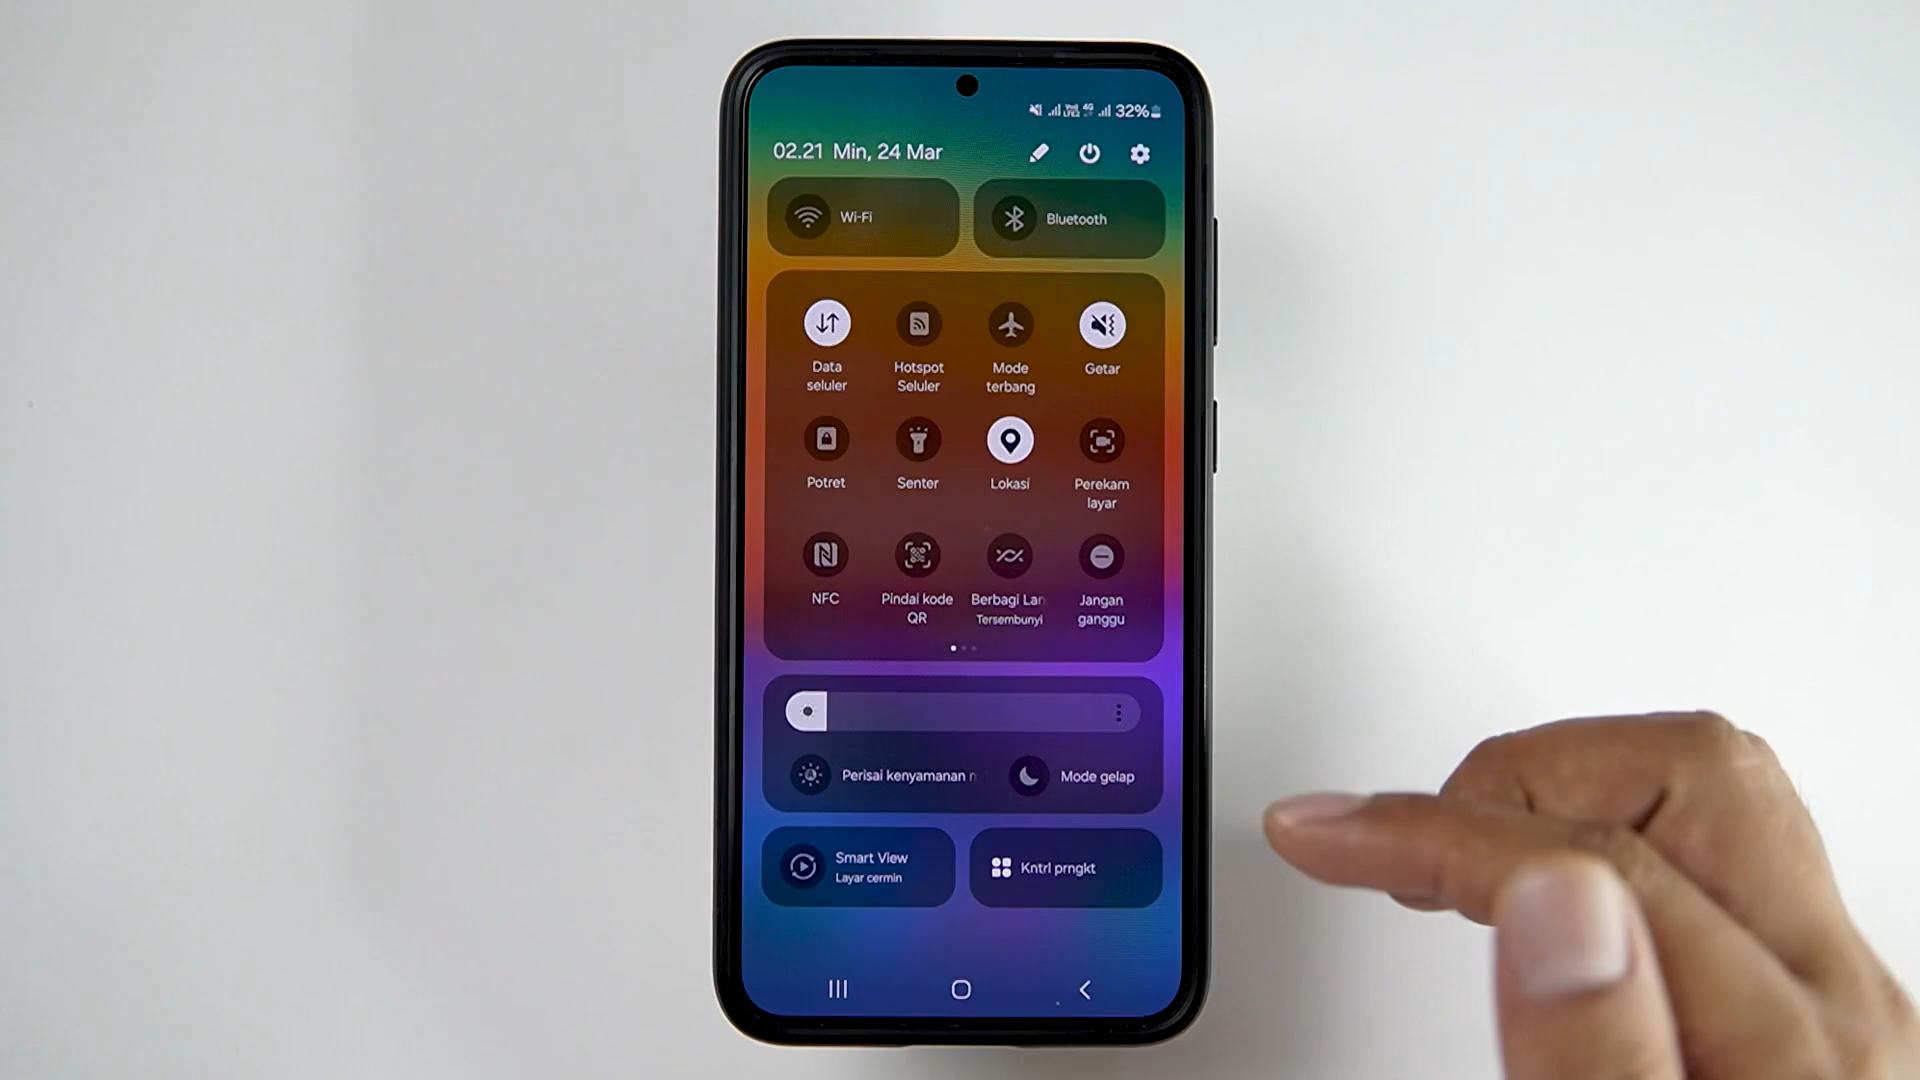 32%
02.21 Min, 24 Mar
Wi-Fi
Bluetooth
Data
seluler
Hotspot
Seluler
Mode
terbang
Getar
Potret
Senter
Lokasi
Perekam
layar
NFC
Pindai kode
QR
Berbagi Lan
Tersembunyi
Jangan
ganggu
Perisai kenyamanan
Mode gelap
Smart View
Layar cermin
Kntrl prngkt